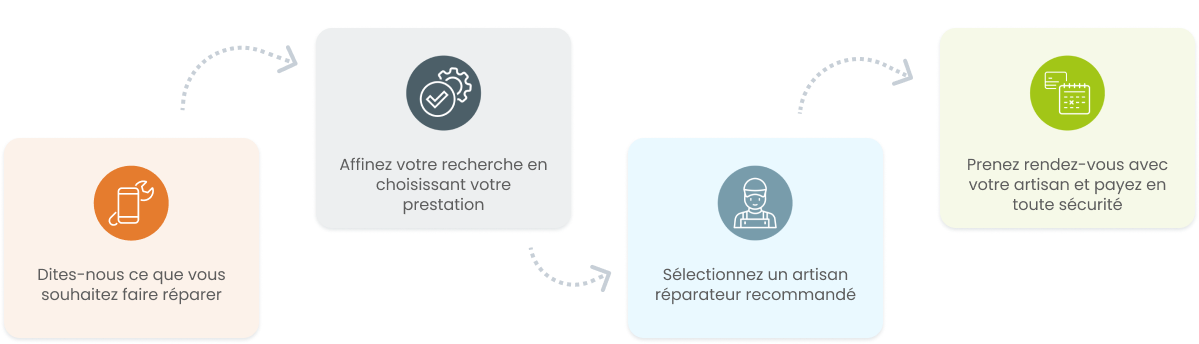 Dites-nous ce que vous
souhaitez faire réparer
Affinez votre recherche en
choisissant votre
prestation
Sélectionnez un artisan
réparateur recommandé
Prenez rendez-vous avec
votre artisan et payez en
toute sécurité